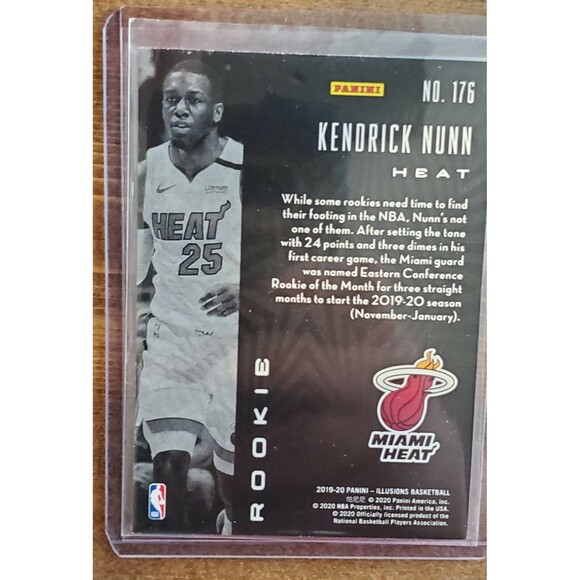 PANINI
NO. 176
KENDRICK NUNN
HEAT
While some rookies need time to find
their footing in the NBA, Nunn's not
one of them. After setting the tone
with 24 points and three dimes in his
first career game, the Miami guard
was named Eastern Conference
Rookie of the Month for three straight
months to start the 2019-20 season
(November-January).
HEAT
25
ROOKIE
MIAMI
HEAT
2019-20 PANINI – ILLUSIONS BASKETBALL
© 2020 Panini America, Inc.
© 2020 NBA Properties, Inc. Printed in the USA.
© 2020 Officially licensed product of the
National Basketball Players Association.